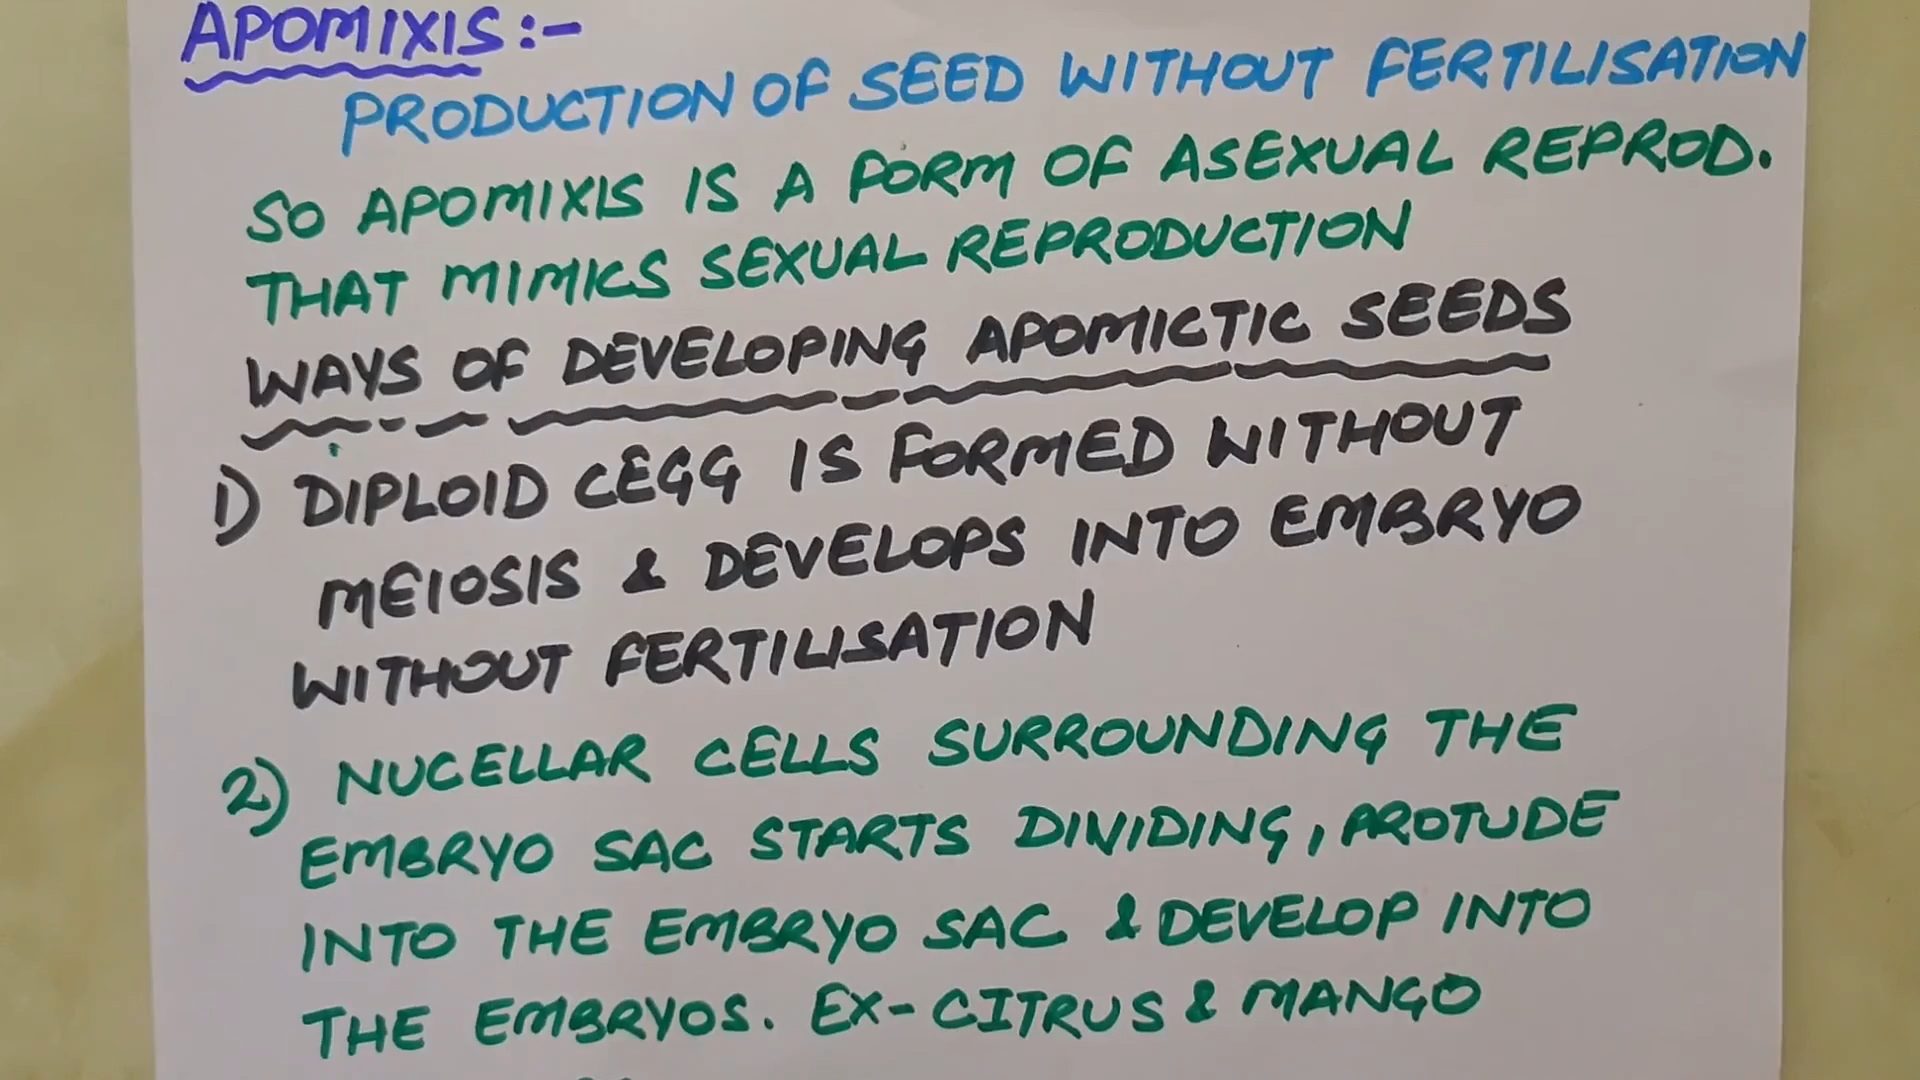 APOMIXIS:-
PRODUCTION OF SEED WITHOUT FERTILISATION
SO APOMIXIS IS A FORM OF ASEXUAL REPROD.
THAT MIMICS SEXUAL REPRODUCTION
WAYS OF DEVELOPING APOMICTIC SEEDS
1) DIPLOID CEGG IS FORMED WITHOUT
MEIOSIS & DEVELOPS INTO EMBRYO
WITHOUT FERTILISATION
2) NUCELLAR CELLS SURROUNDING THE
EMBRYO SAC STARTS DIVIDING, PROTUDE
INTO THE EMBRYO SAC & DEVELOP INTO
THE EMBRYOS. EX-CITRUS & MANGO